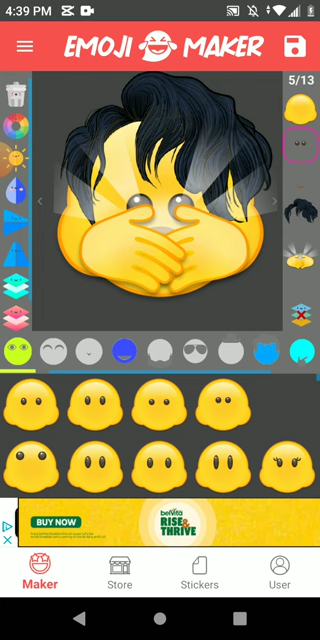 4:39 PM
EMOJI MAKER
5/13
BUY NOW
belVita
RISE &
THRIVE
Maker
Store
Stickers
User